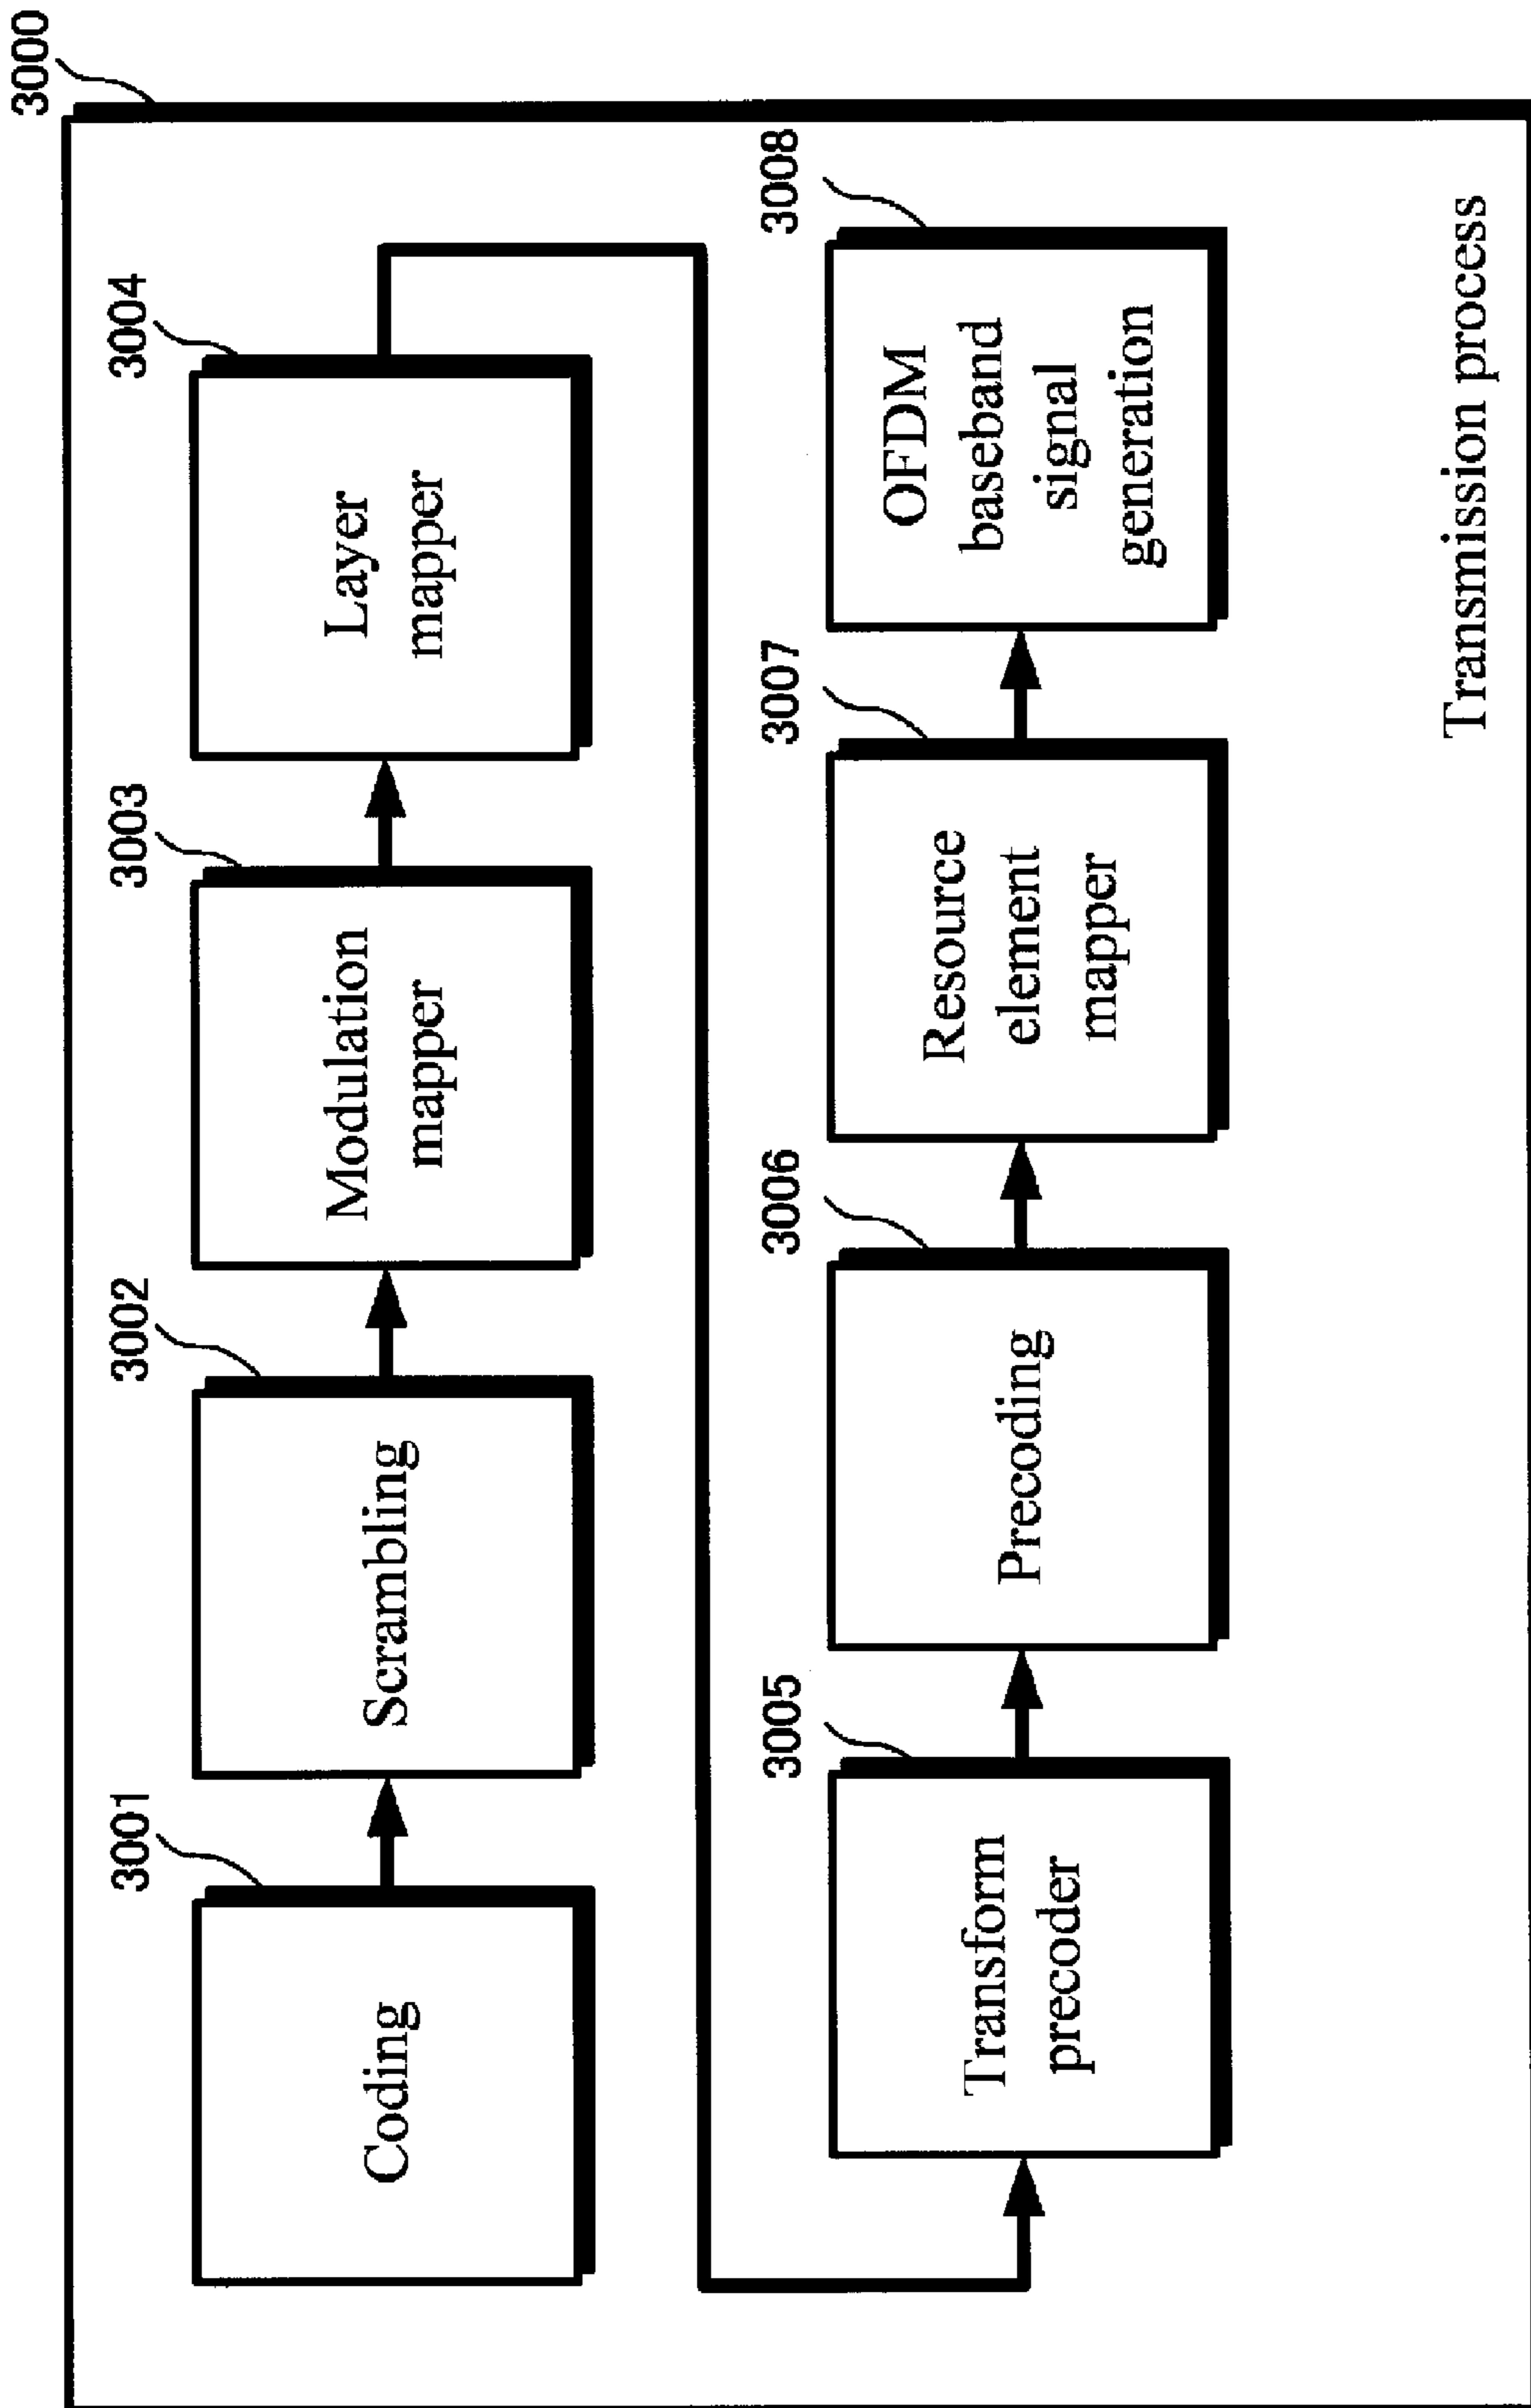 3000
3001
Coding
3002
Scrambling
3003
Modulation
mapper
3004
Layer
mapper
3005
Transform
precoder
3006
Precoding
3007
Resource
element
mapper
3008
OFDM
baseband
signal
generation
Transmission process